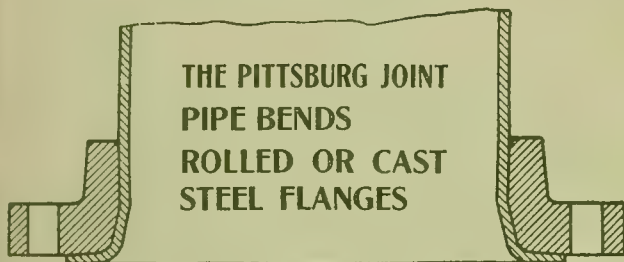 THE PITTSBURG JOINT
PIPE BENDS
ROLLED OR CAST
STEEL FLANGES